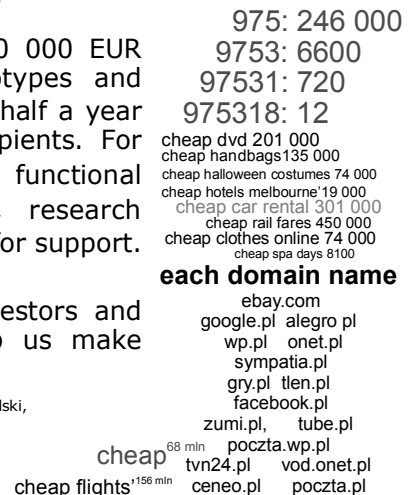 0 000 EUR
otypes and
half a year
pients. For
functional
research
for support.
estors and
o us make
dski,
975: 246 000
9753: 6600
97531: 720
975318: 12
cheap dvd 201 000
cheap handbags135 000
cheap halloween costumes 74 000
cheap hotels melbourne'19 000
cheap car rental 301 000
cheap rail fares 450 000
cheap clothes online 74 000
cheap spa days 8100
each domain name
ebay.com
google.pl alegro pl
wp.pl onet.pl
sympatia.pl
gry.pl tlen.pl
facebook.pl
zumi.pl, tube.pl
cheap 68 mln poczta.wp.pl
tvn24.pl vod.onet.pl
cheap flights'156 mln ceneo.pl poczta.pl